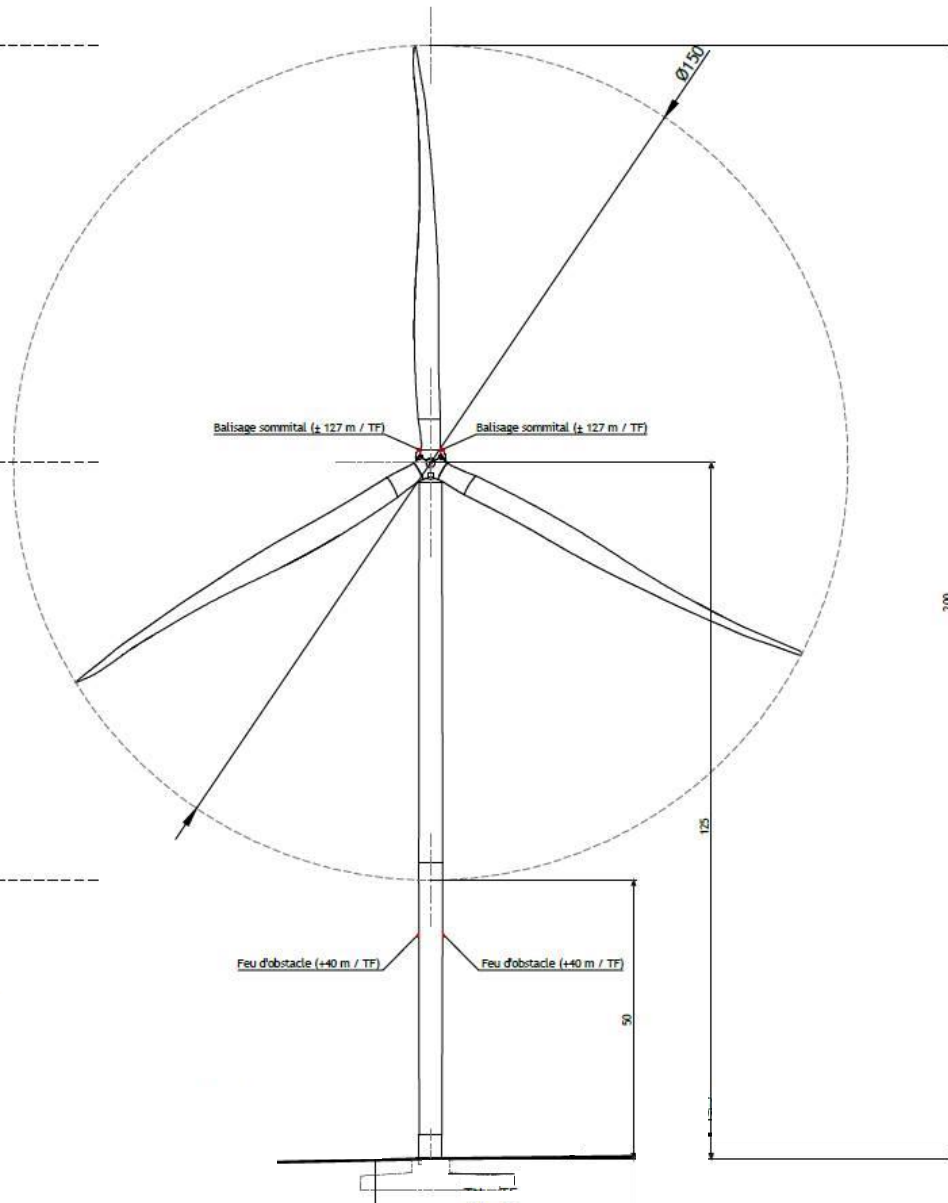 Ø150
Balisage sommital (± 127 m / TF)
Balisage sommital (± 127 m / TF)
200
125
Feu d'obstacle (+40 m / TF)
Feu d'obstacle (+40 m / TF)
50